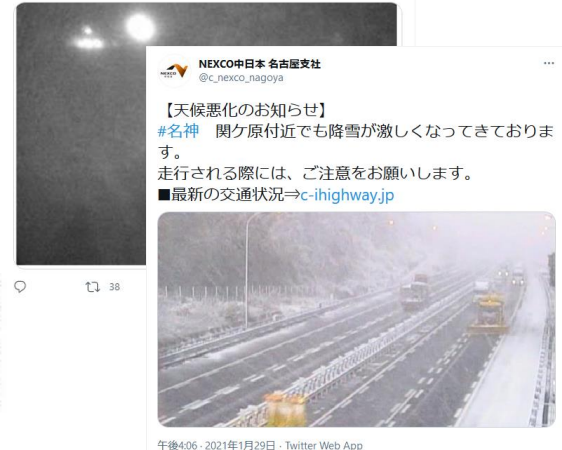 38
NEXCO中日本 名古屋支社
@c_nexco_nagoya
【天候悪化のお知らせ】
#名神　関ケ原付近でも降雪が激しくなってきておりま
す。
走行される際には、ご注意をお願いします。
■最新の交通状況⇒c-ihighway.jp
午後4:06 · 2021年1月29日 · Twitter Web App